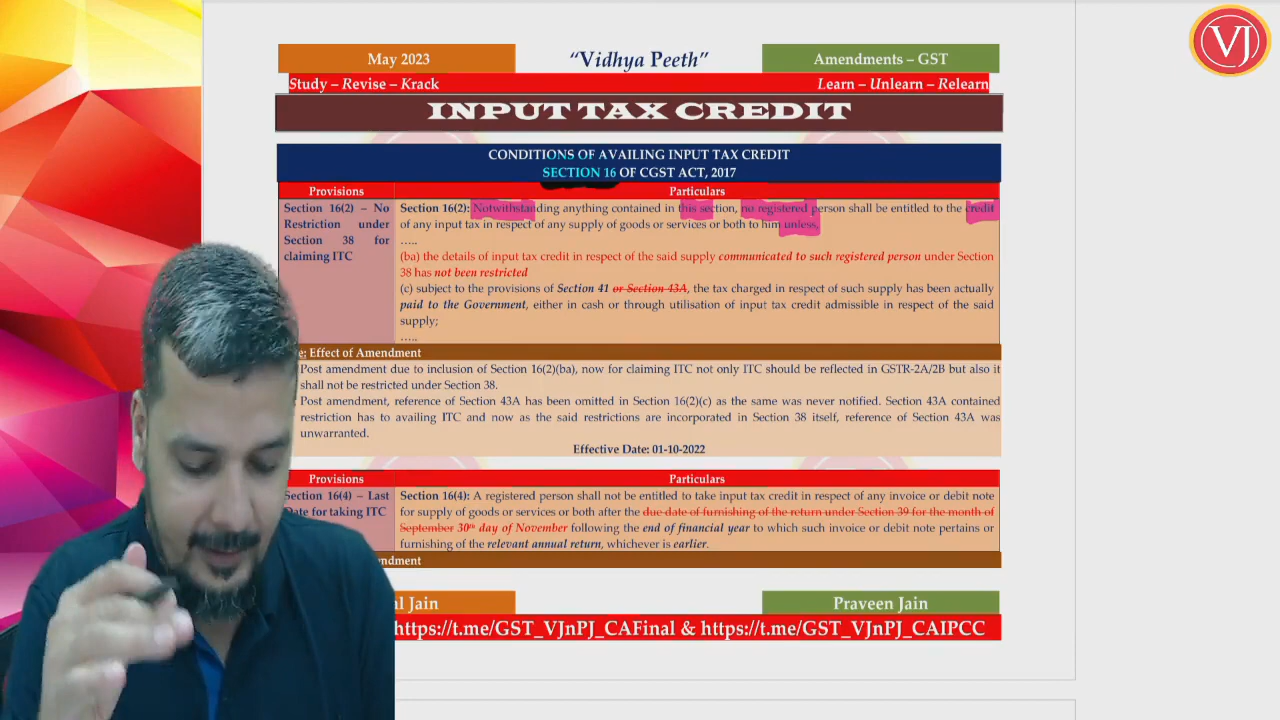 VJ
May 2023 "Vidhya Peeth" Amendments – GST
Study – Revise – Krack Learn – Unlearn – Relearn
INPUT TAX CREDIT
CONDITIONS OF AVAILING INPUT TAX CREDIT
SECTION 16 OF CGST ACT, 2017
Provisions Particulars
Section 16(2) – No Section 16(2): Notwithstanding anything contained in this section, no registered person shall be entitled to the credit
Restriction under of any input tax in respect of any supply of goods or services or both to him unless,
Section 38 for …..
claiming ITC (ba) the details of input tax credit in respect of the said supply communicated to such registered person under Section
38 has not been restricted
(c) subject to the provisions of Section 41 or Section 43A, the tax charged in respect of such supply has been actually
paid to the Government, either in cash or through utilisation of input tax credit admissible in respect of the said
supply;
…..
; Effect of Amendment
Post amendment due to inclusion of Section 16(2)(ba), now for claiming ITC not only ITC should be reflected in GSTR-2A/2B but also it
shall not be restricted under Section 38.
Post amendment, reference of Section 43A has been omitted in Section 16(2)(c) as the same was never notified. Section 43A contained
restriction has to availing ITC and now as the said restrictions are incorporated in Section 38 itself, reference of Section 43A was
unwarranted.
Effective Date: 01-10-2022
Provisions Particulars
Section 16(4) – Last Section 16(4): A registered person shall not be entitled to take input tax credit in respect of any invoice or debit note
Date for taking ITC for supply of goods or services or both after the due date of furnishing of the return under Section 39 for the month of
September 30th day of November following the end of financial year to which such invoice or debit note pertains or
furnishing of the relevant annual return, whichever is earlier.
ndment
l Jain Praveen Jain
https://t.me/GST_VJnPJ_CAFinal & https://t.me/GST_VJnPJ_CAIPCC